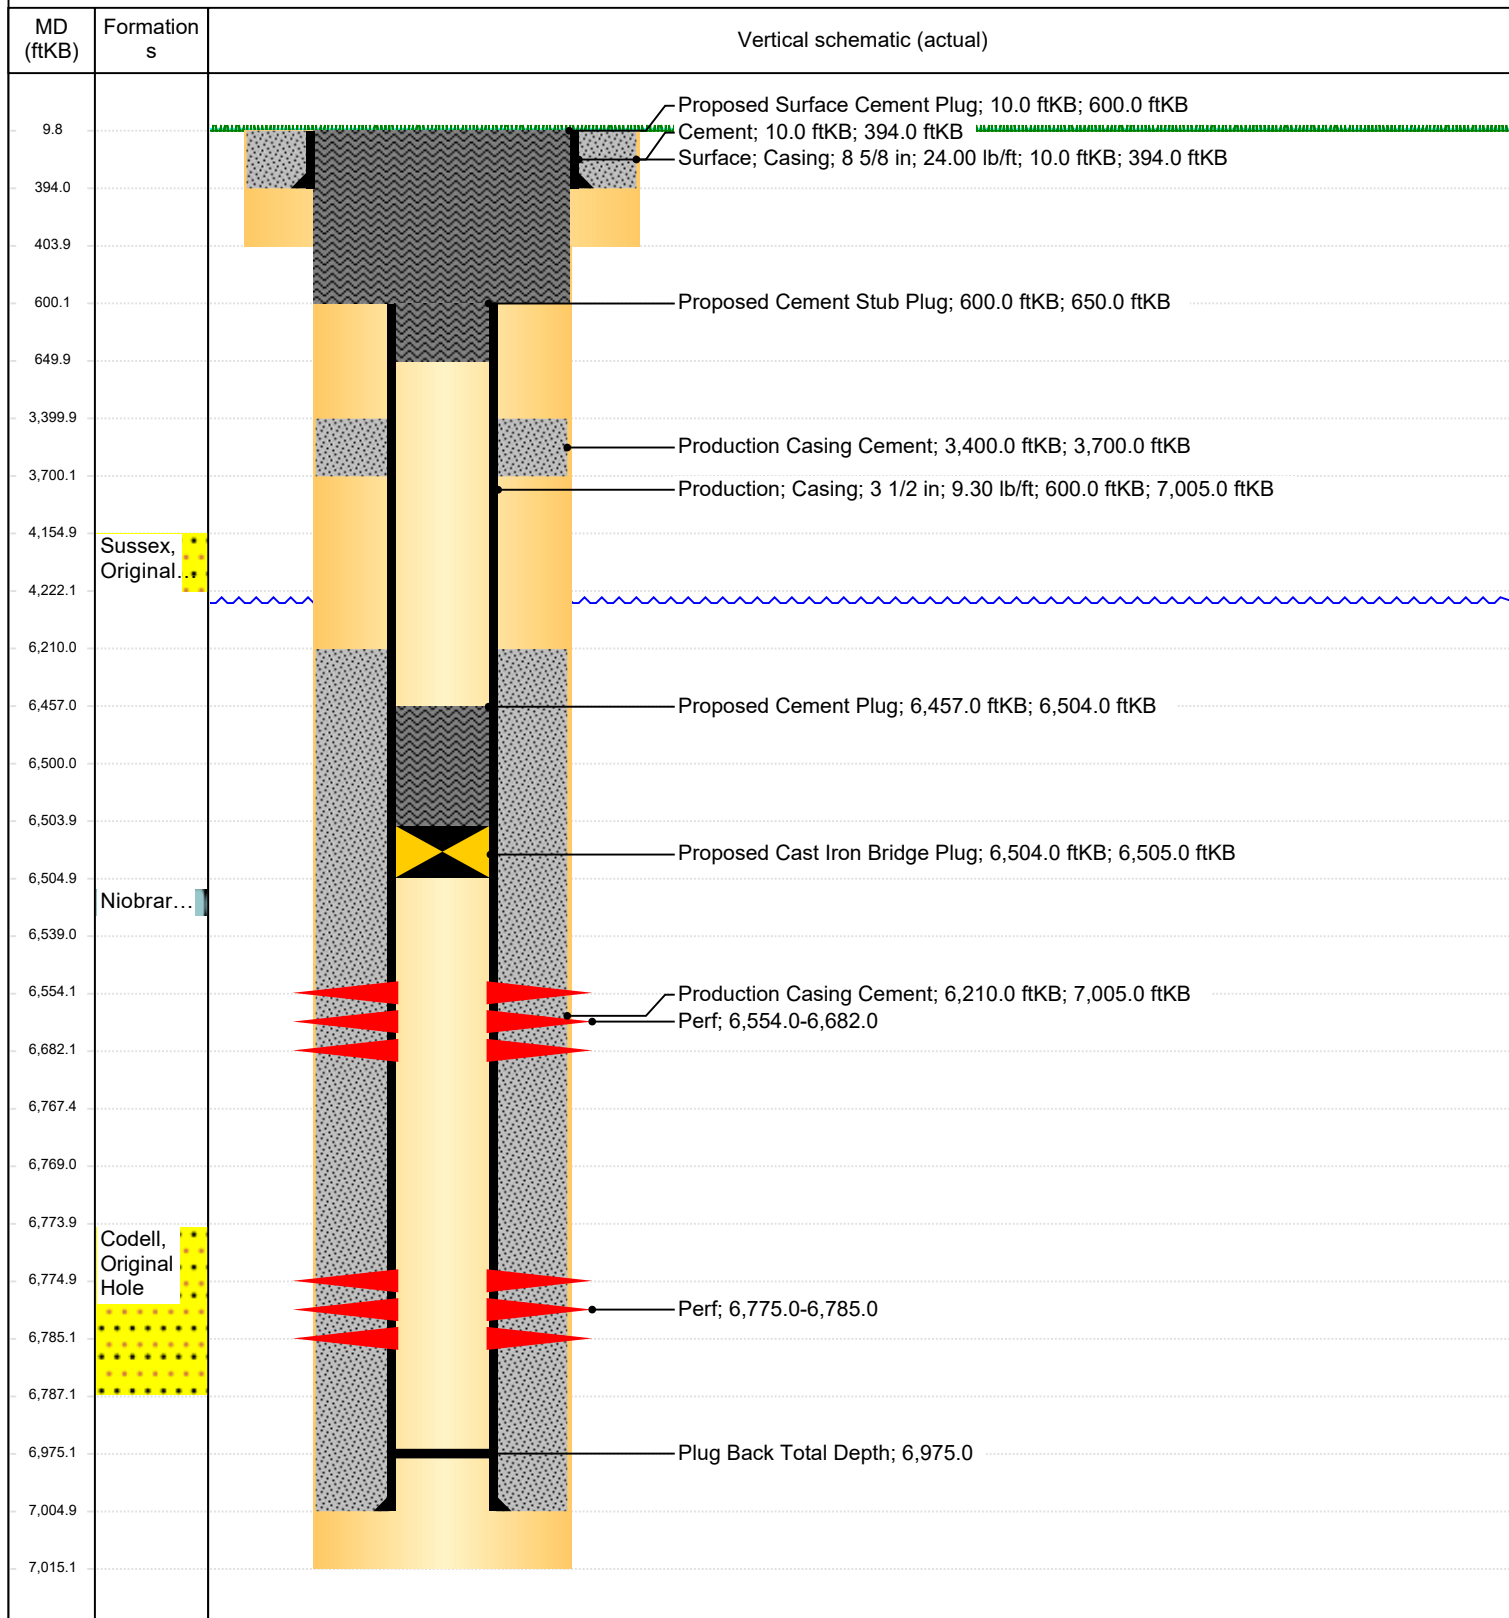 MD
(ftKB)
Formation
s
Vertical schematic (actual)
Proposed Surface Cement Plug; 10.0 ftKB; 600.0 ftKB
9.8
Cement; 10.0 ftKB; 394.0 ftKB
Surface; Casing; 8 5/8 in; 24.00 lb/ft; 10.0 ftKB; 394.0 ftKB
394.0
403.9
600.1
Proposed Cement Stub Plug; 600.0 ftKB; 650.0 ftKB
649.9
3,399.9
Production Casing Cement; 3,400.0 ftKB; 3,700.0 ftKB
3,700.1
Production; Casing; 3 1/2 in; 9.30 lb/ft; 600.0 ftKB; 7,005.0 ftKB
4,154.9
Sussex,
Original...
4,222.1
6,210.0
6,457.0
Proposed Cement Plug; 6,457.0 ftKB; 6,504.0 ftKB
6,500.0
6,503.9
Proposed Cast Iron Bridge Plug; 6,504.0 ftKB; 6,505.0 ftKB
6,504.9
Niobrar...
6,539.0
6,554.1
Production Casing Cement; 6,210.0 ftKB; 7,005.0 ftKB
Perf; 6,554.0-6,682.0
6,682.1
6,767.4
6,769.0
6,773.9
Codell,
Original
Hole
6,774.9
Perf; 6,775.0-6,785.0
6,785.1
6,787.1
6,975.1
Plug Back Total Depth; 6,975.0
7,004.9
7,015.1